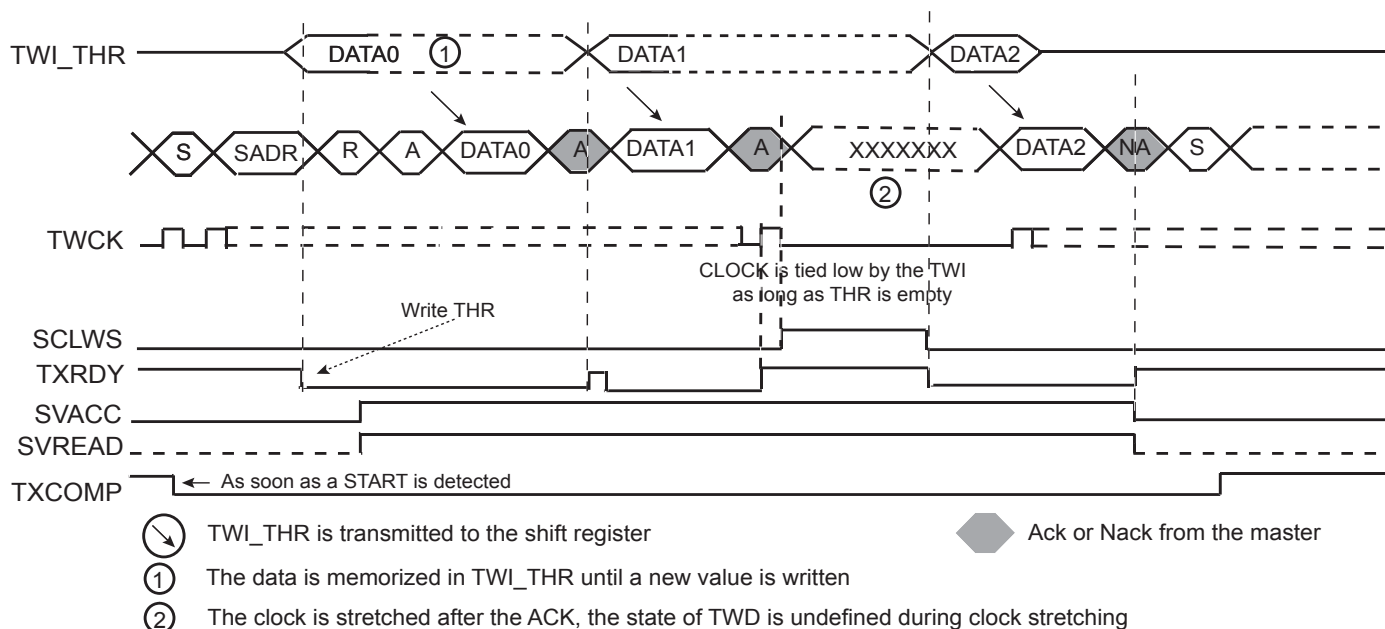 TWI_THR DATA0 1 DATA1 DATA2
S SADR R A DATA0 A DATA1 A XXXXXXX DATA2 NA S
2
TWCK
CLOCK is tied low by the TWI
as long as THR is empty
Write THR
SCLWS
TXRDY
SVACC
SVREAD
As soon as a START is detected
TXCOMP
TWI_THR is transmitted to the shift register
Ack or Nack from the master
1 The data is memorized in TWI_THR until a new value is written
2 The clock is stretched after the ACK, the state of TWD is undefined during clock stretching